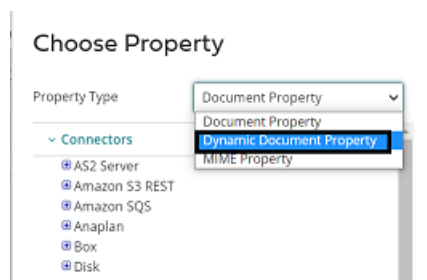 Choose Property
Property Type
Document Property
Document Property
Dynamic Document Property
MIME Property
Connectors
AS2 Server
Amazon S3 REST
Amazon SQS
Anaplan
Box
Disk